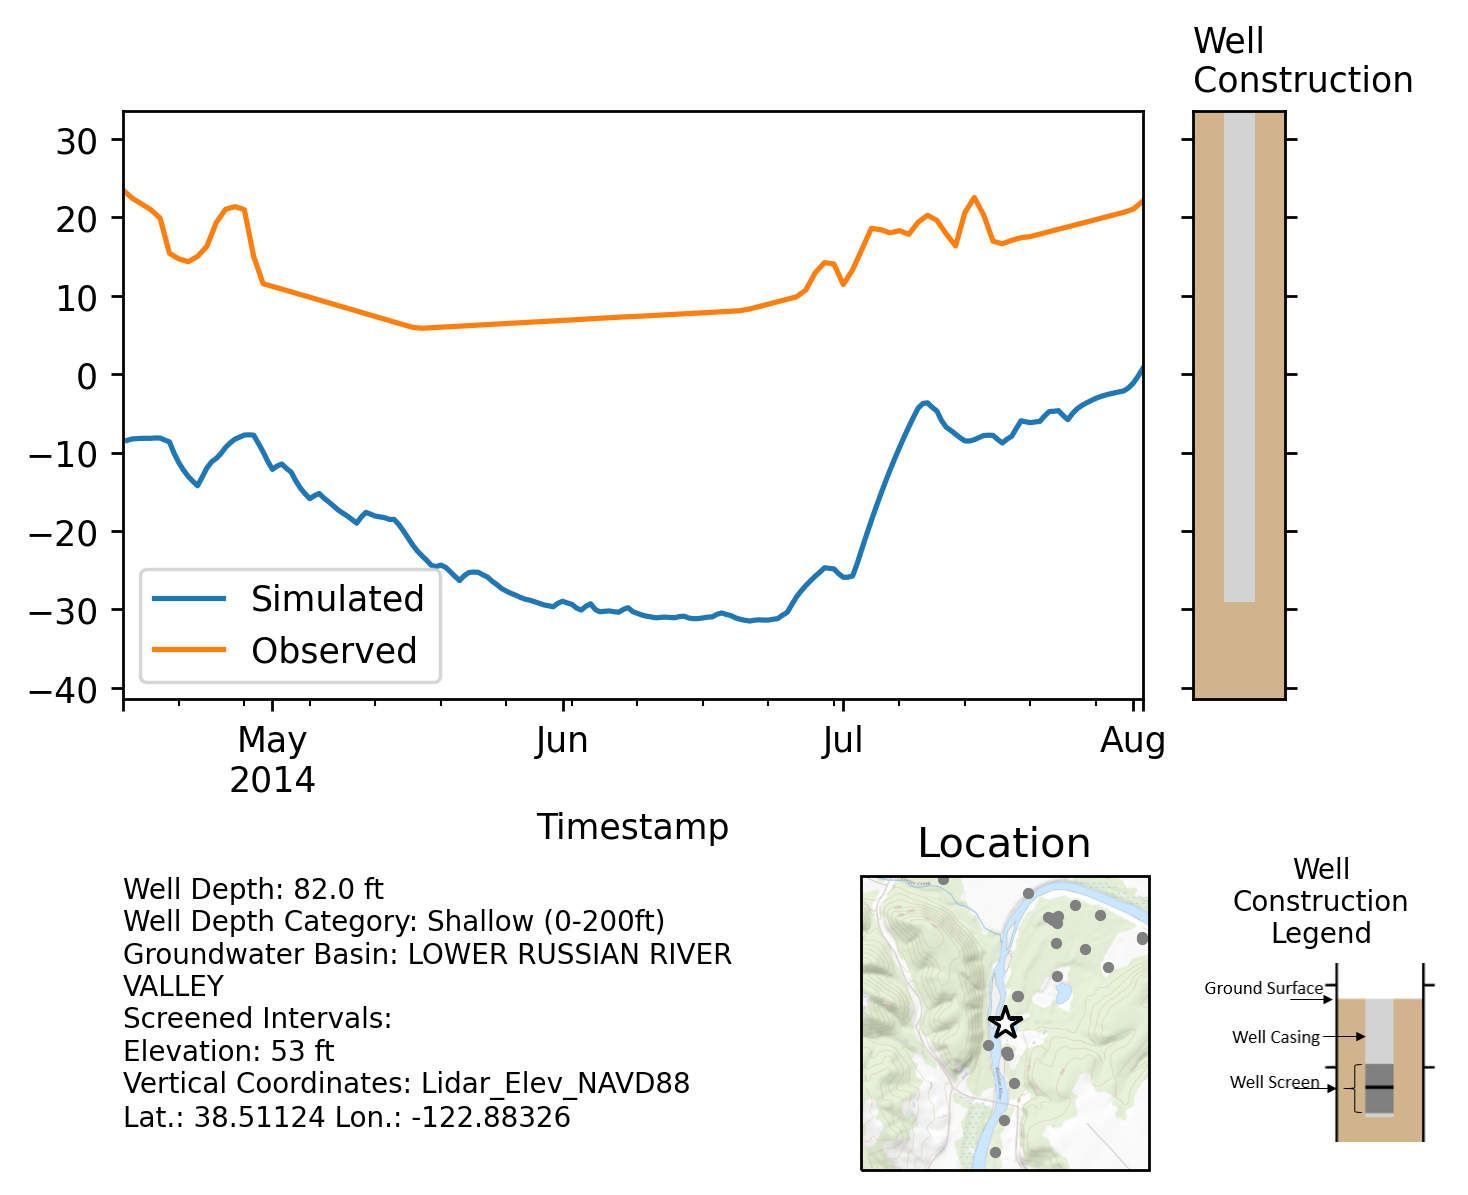 Well
Construction
30
20
10
0
−10
−20
−30
−40
Simulated
Observed
May
2014
Jun
Jul
Aug
Timestamp
Well Depth: 82.0 ft
Well Depth Category: Shallow (0-200ft)
Groundwater Basin: LOWER RUSSIAN RIVER
VALLEY
Screened Intervals:
Elevation: 53 ft
Vertical Coordinates: Lidar_Elev_NAVD88
Lat.: 38.51124 Lon.: -122.88326
Location
Well
Construction
Legend
Ground Surface
Well Casing
Well Screen